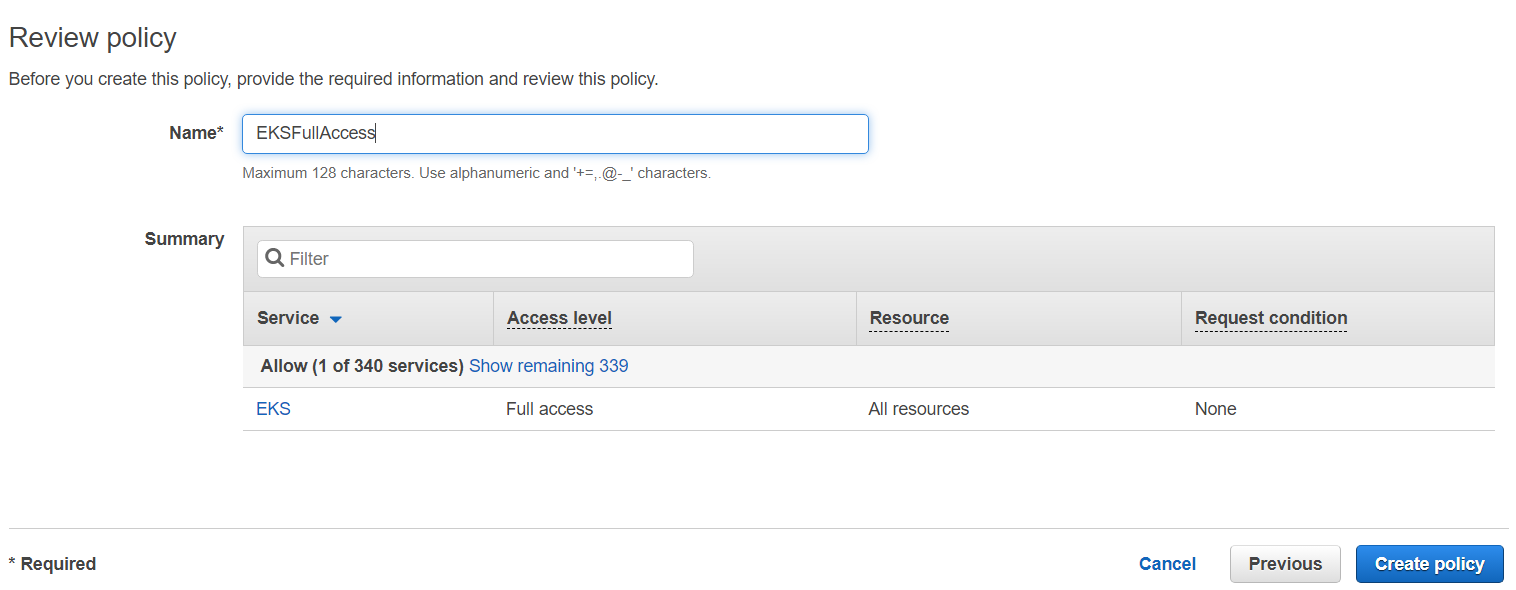 Review policy
Before you create this policy, provide the required information and review this policy.
Name* EKSFullAccess
Maximum 128 characters. Use alphanumeric and '+=,.@-_' characters.
Summary
Filter
Service Access level Resource Request condition
Allow (1 of 340 services) Show remaining 339
EKS Full access All resources None
* Required Cancel Previous Create policy